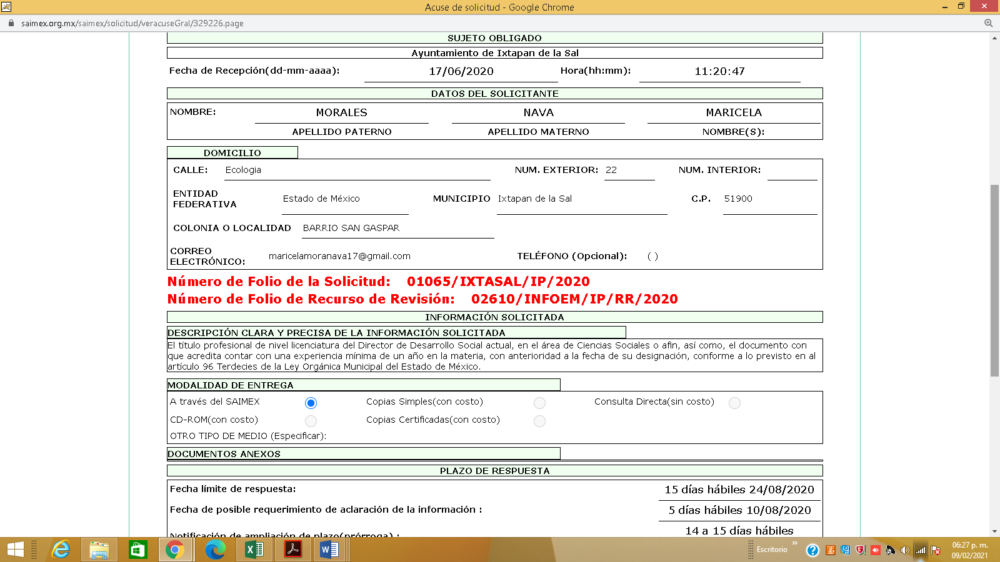 Acuse de solicitud - Google Chrome
saimex.org.mx/saimex/solicitud/veracuseGral/329226.page
SUJETO OBLIGADO
Ayuntamiento de Ixtapan de la Sal
Fecha de Recepción(dd-mm-aaaa): 17/06/2020 Hora(hh:mm): 11:20:47
DATOS DEL SOLICITANTE
NOMBRE: MORALES NAVA MARICELA
APELLIDO PATERNO APELLIDO MATERNO NOMBRE(S):
DOMICILIO
CALLE: Ecologia NUM. EXTERIOR: 22 NUM. INTERIOR:
ENTIDAD FEDERATIVA Estado de México MUNICIPIO Ixtapan de la Sal C.P. 51900
COLONIA O LOCALIDAD BARRIO SAN GASPAR
CORREO ELECTRÓNICO: maricelamoranava17@gmail.com TELÉFONO (Opcional): ( )
Número de Folio de la Solicitud: 01065/IXTASAL/IP/2020
Número de Folio de Recurso de Revisión: 02610/INFOEM/IP/RR/2020
INFORMACIÓN SOLICITADA
DESCRIPCIÓN CLARA Y PRECISA DE LA INFORMACIÓN SOLICITADA
El título profesional de nivel licenciatura del Director de Desarrollo Social actual, en el área de Ciencias Sociales o afin, así como, el documento con
que acredita contar con una experiencia mínima de un año en la materia, con anterioridad a la fecha de su designación, conforme a lo previsto en al
artículo 96 Terdecies de la Ley Orgánica Municipal del Estado de México.
MODALIDAD DE ENTREGA
A través del SAIMEX Copias Simples(con costo) Consulta Directa(sin costo)
CD-ROM(con costo) Copias Certificadas(con costo)
OTRO TIPO DE MEDIO (Especificar):
DOCUMENTOS ANEXOS
PLAZO DE RESPUESTA
Fecha límite de respuesta: 15 días hábiles 24/08/2020
Fecha de posible requerimiento de aclaración de la información : 5 días hábiles 10/08/2020
Notificación de ampliación de plazo(prórroga) : 14 a 15 días hábiles
Escritorio
06:27 p. m.
09/02/2021